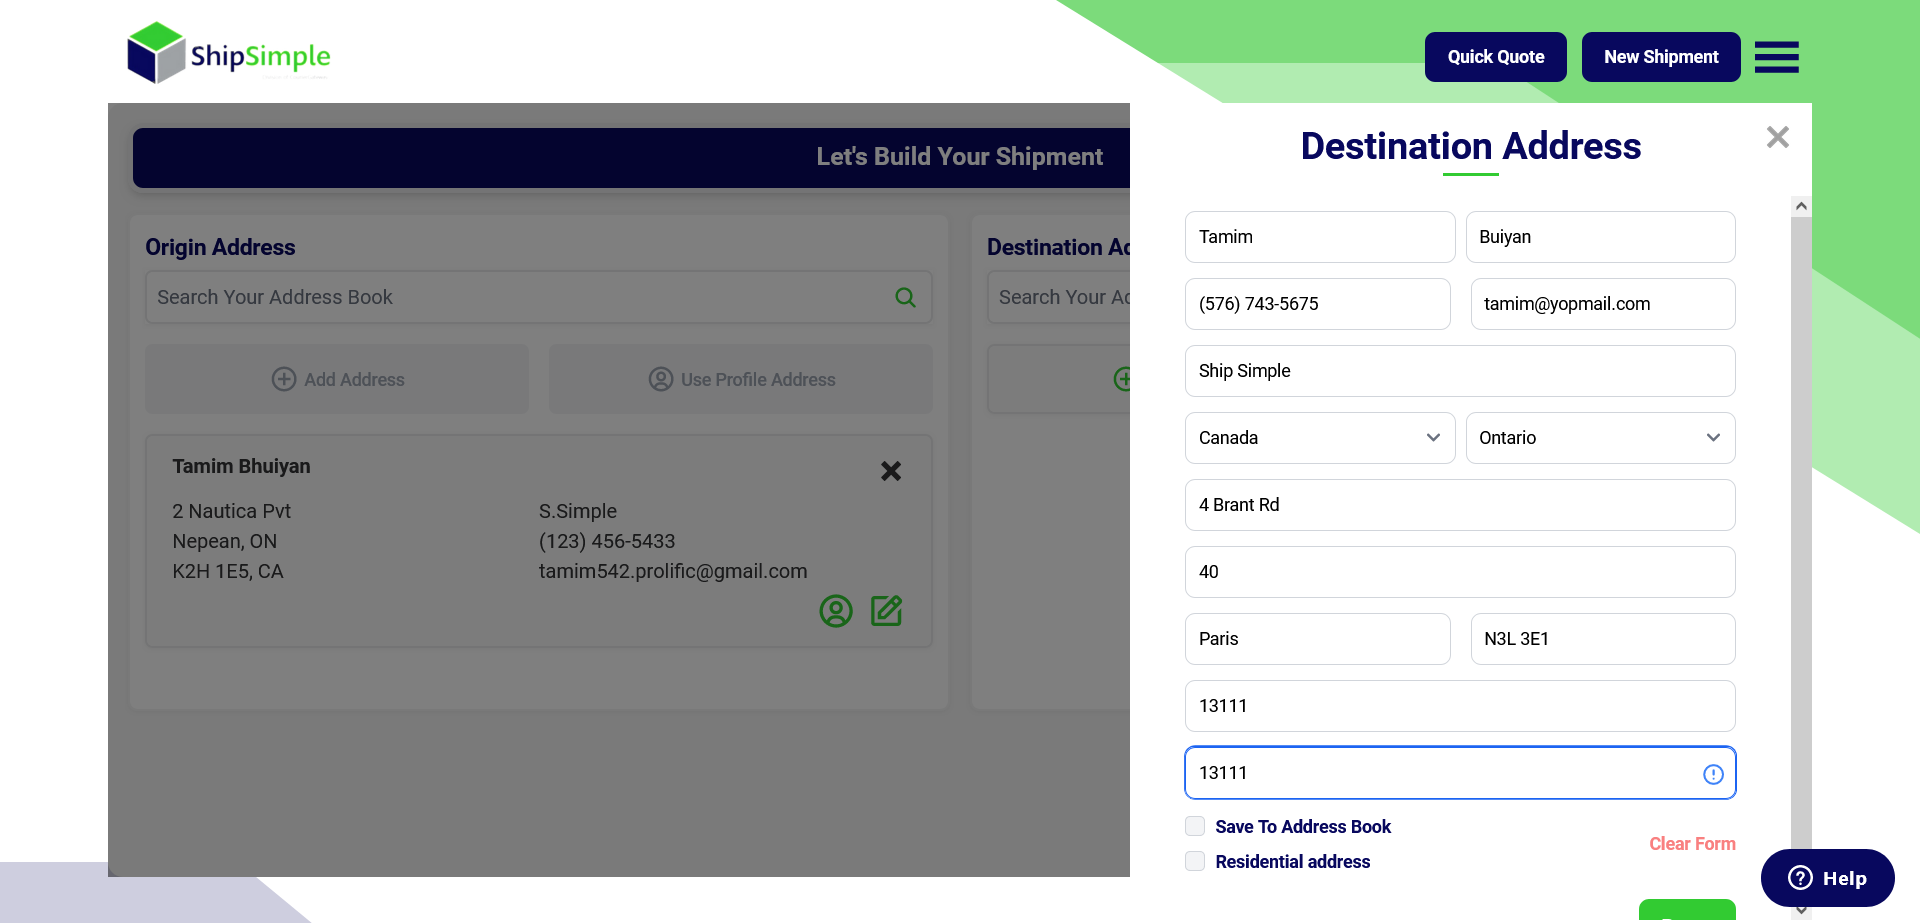 ShipSimple
Quick Quote
New Shipment
Let's Build Your Shipment
Origin Address
Search Your Address Book
Add Address
Use Profile Address
Tamim Bhuiyan
2 Nautica Pvt
Nepean, ON
K2H 1E5, CA
S.Simple
(123) 456-5433
tamim542.prolific@gmail.com
Destination Ad
Search Your Ad
Destination Address
Tamim
Buiyan
(576) 743-5675
tamim@yopmail.com
Ship Simple
Canada
Ontario
4 Brant Rd
40
Paris
N3L 3E1
13111
13111
Save To Address Book
Residential address
Clear Form
Help